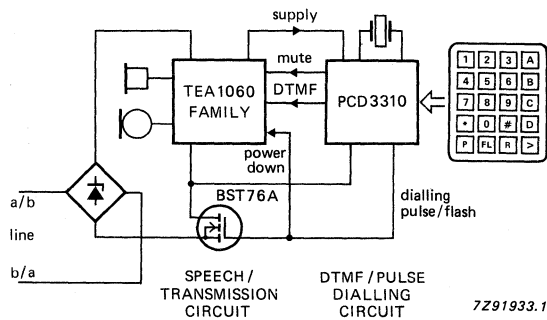 supply
mute
DTMF
TEA1060
FAMILY
PCD3310
1 2 3 A
4 5 6 B
7 8 9 C
* 0 # D
P FL R >
power
down
a/b
BST76A
dialling
pulse/flash
line
b/a
SPEECH/
TRANSMISSION
CIRCUIT
DTMF/PULSE
DIALLING
CIRCUIT
7Z91933.1